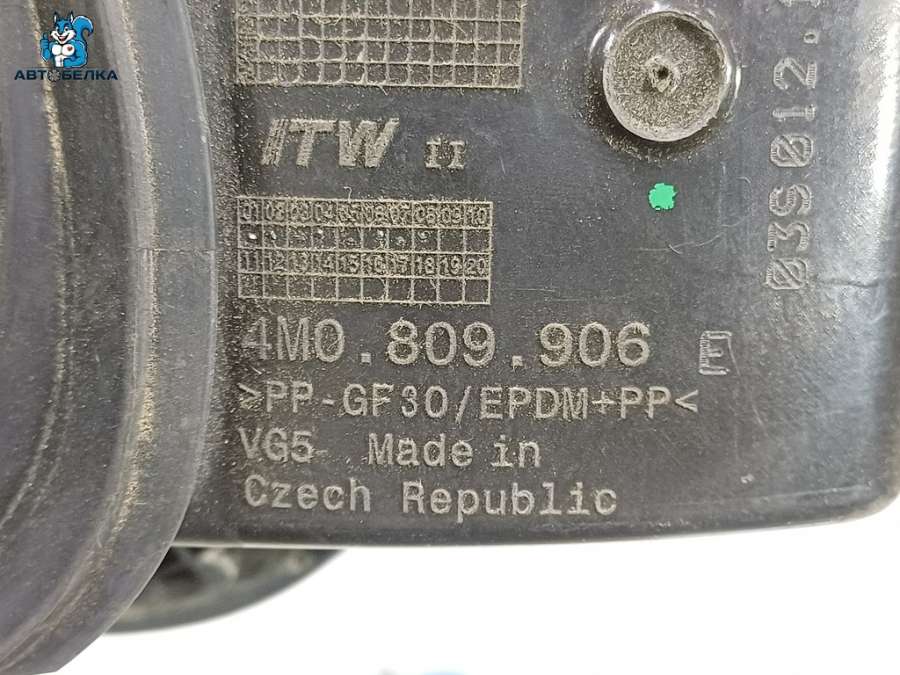 АВТОБЕЛКА
ITW II
01 02 03 04 05 06 07 08 09 10
11 12 13 14 15 16 17 18 19 20
4M0.809.906 E
>PP-GF30/EPDM+PP<
VG5 Made in
Czech Republic
03S012.